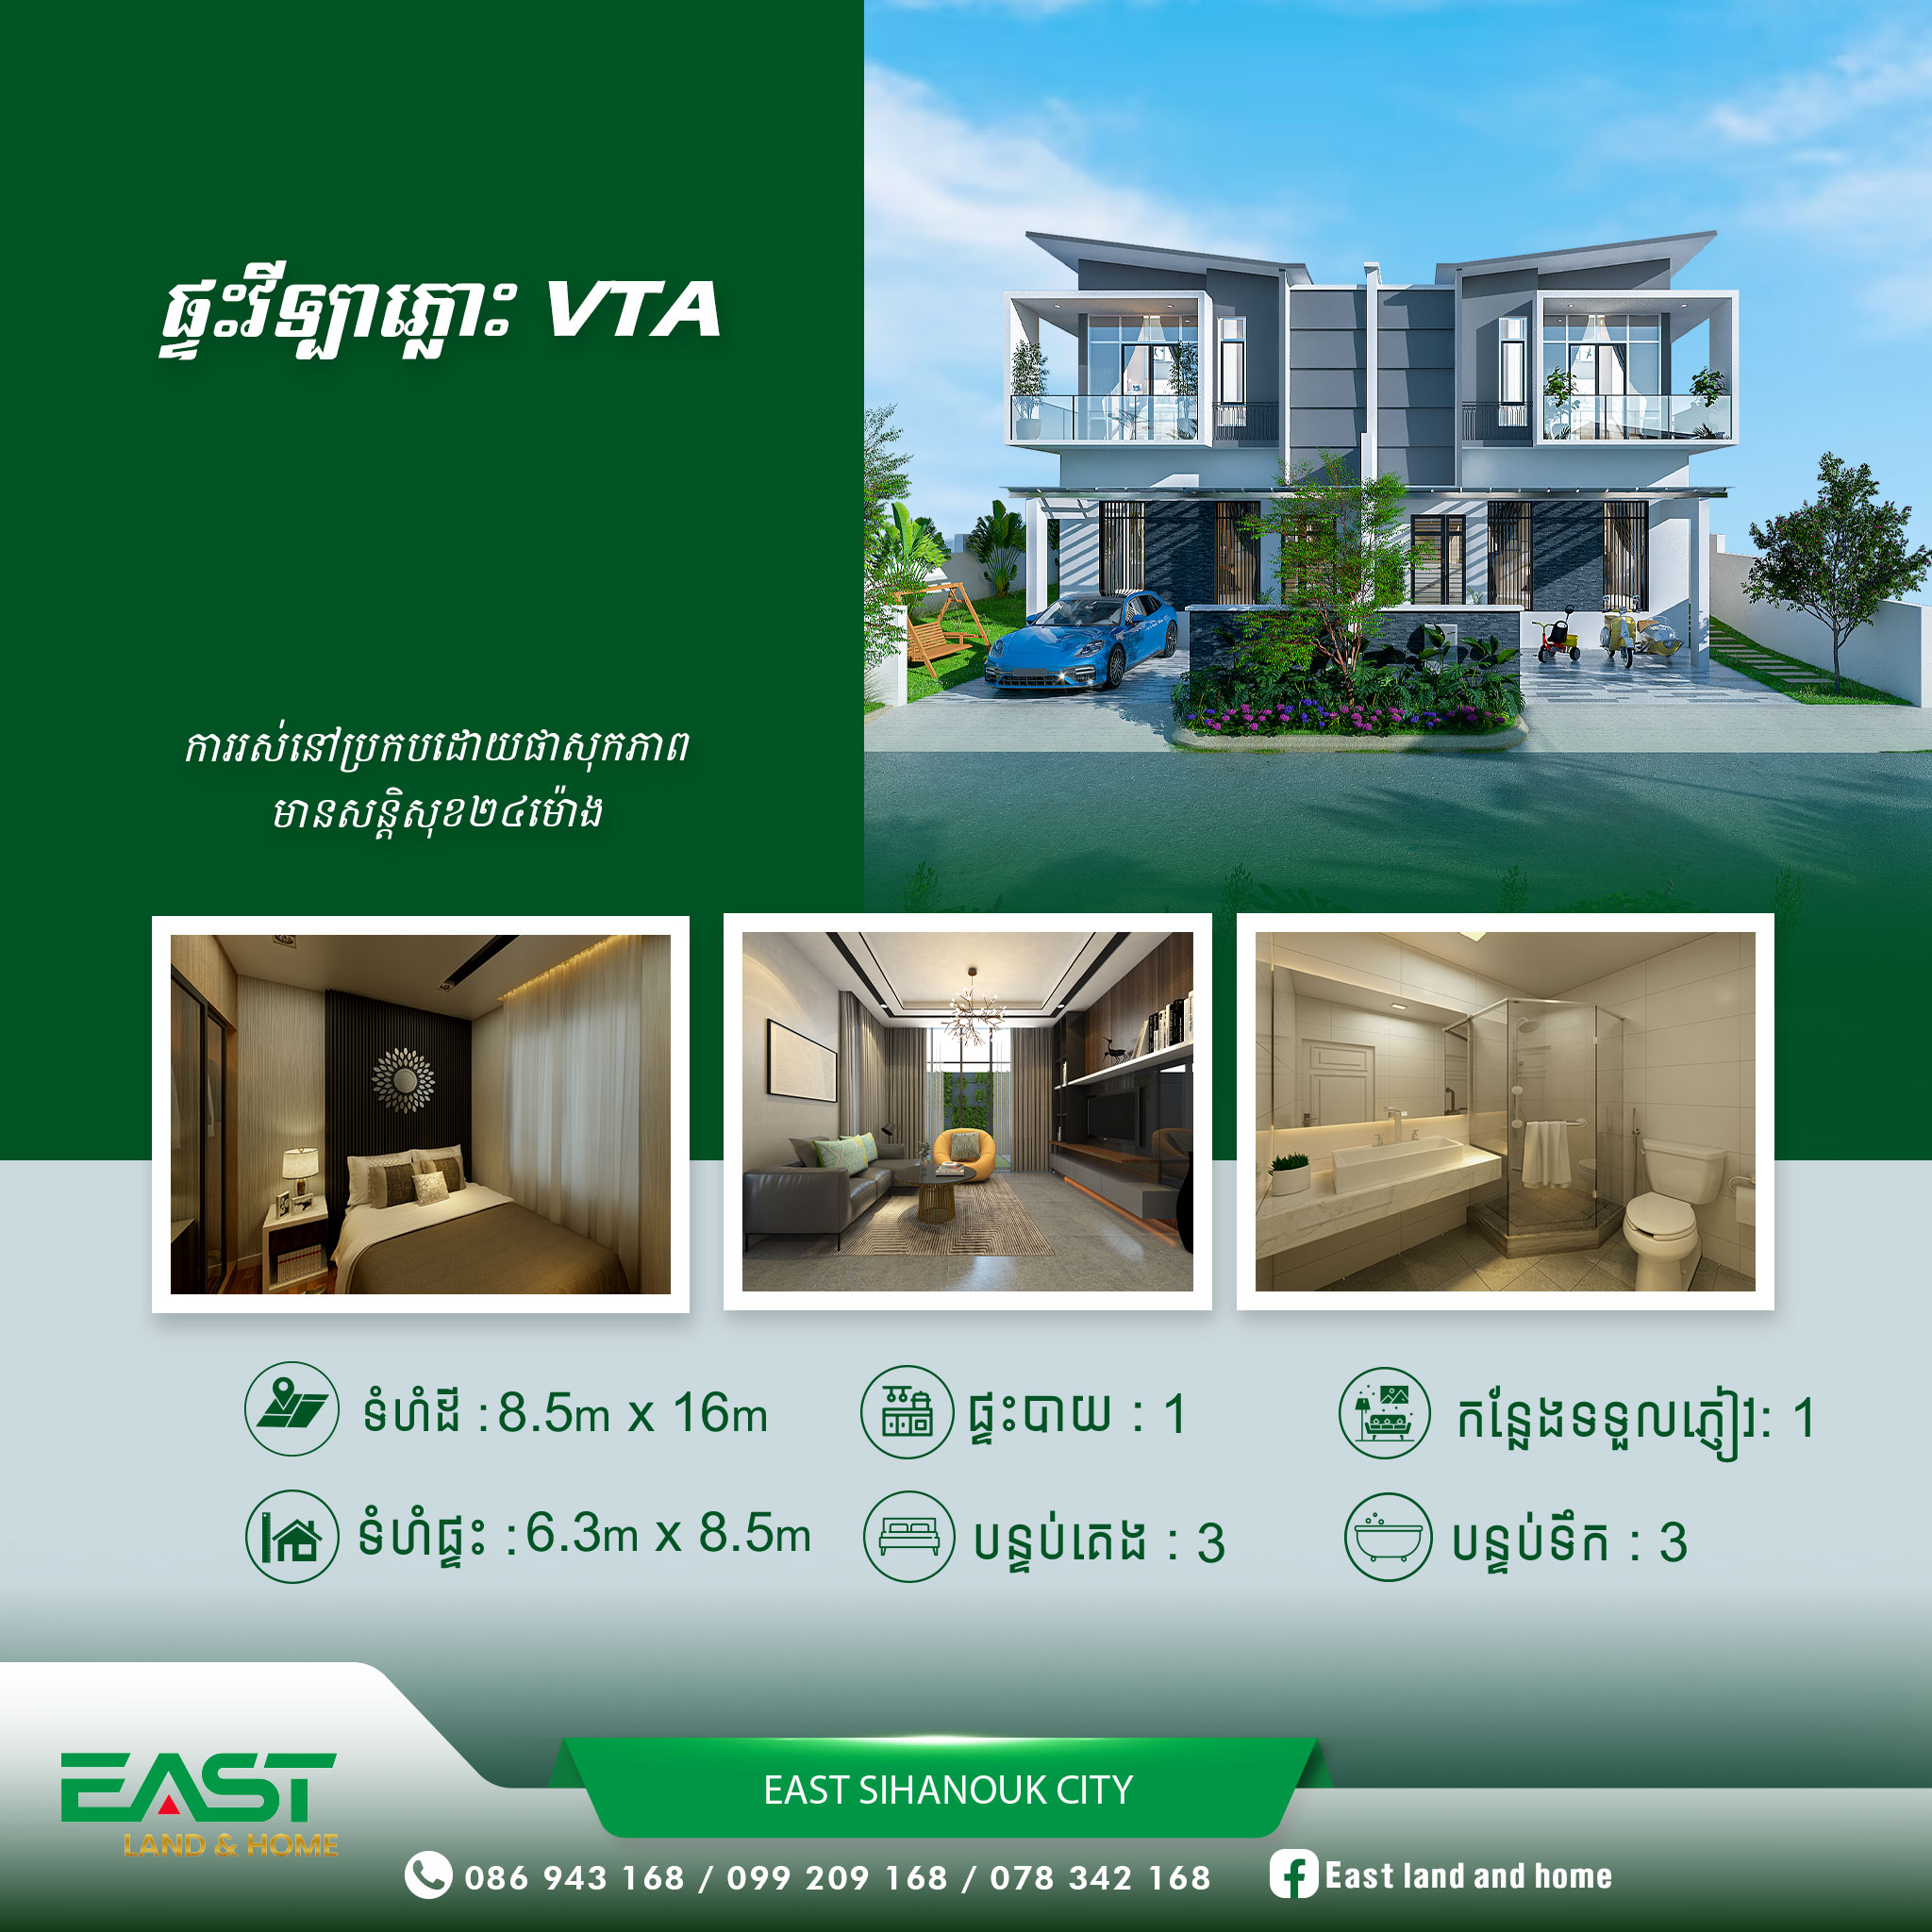 ផ្ទះវីឡាភ្លោះ VTA
ការរស់នៅប្រកបដោយផាសុកភាព
មានសន្តិសុខ២៤ម៉ោង
ទំហំដី : 8.5m x 16m
ផ្ទះបាយ : 1
កន្លែងទទួលភ្ញៀវ: 1
ទំហំផ្ទះ : 6.3m x 8.5m
បន្ទប់គេង : 3
បន្ទប់ទឹក : 3
EAST
LAND & HOME
EAST SIHANOUK CITY
086 943 168 / 099 209 168 / 078 342 168
East land and home